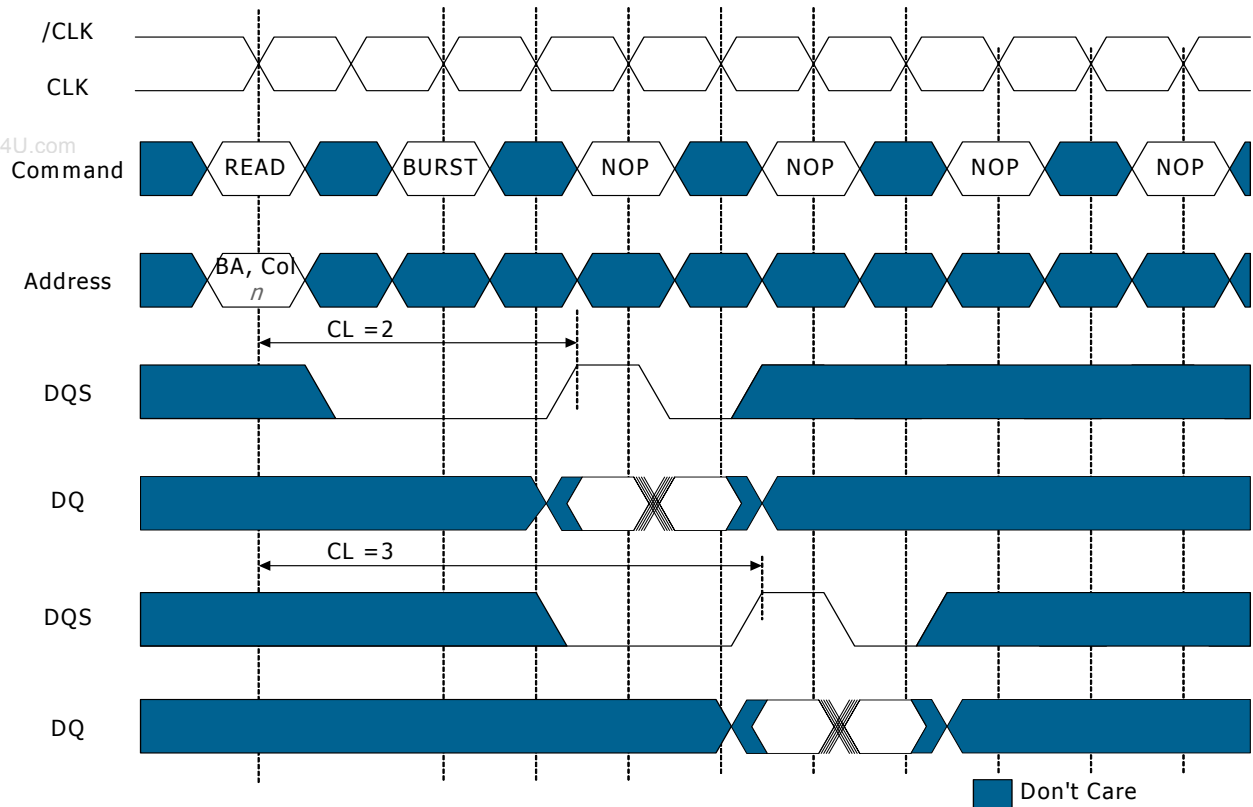 /CLK
CLK
4U.com
Command
READ
BURST
NOP
NOP
NOP
NOP
Address
BA, Col
n
CL =2
DQS
DQ
CL =3
DQS
DQ
Don't Care